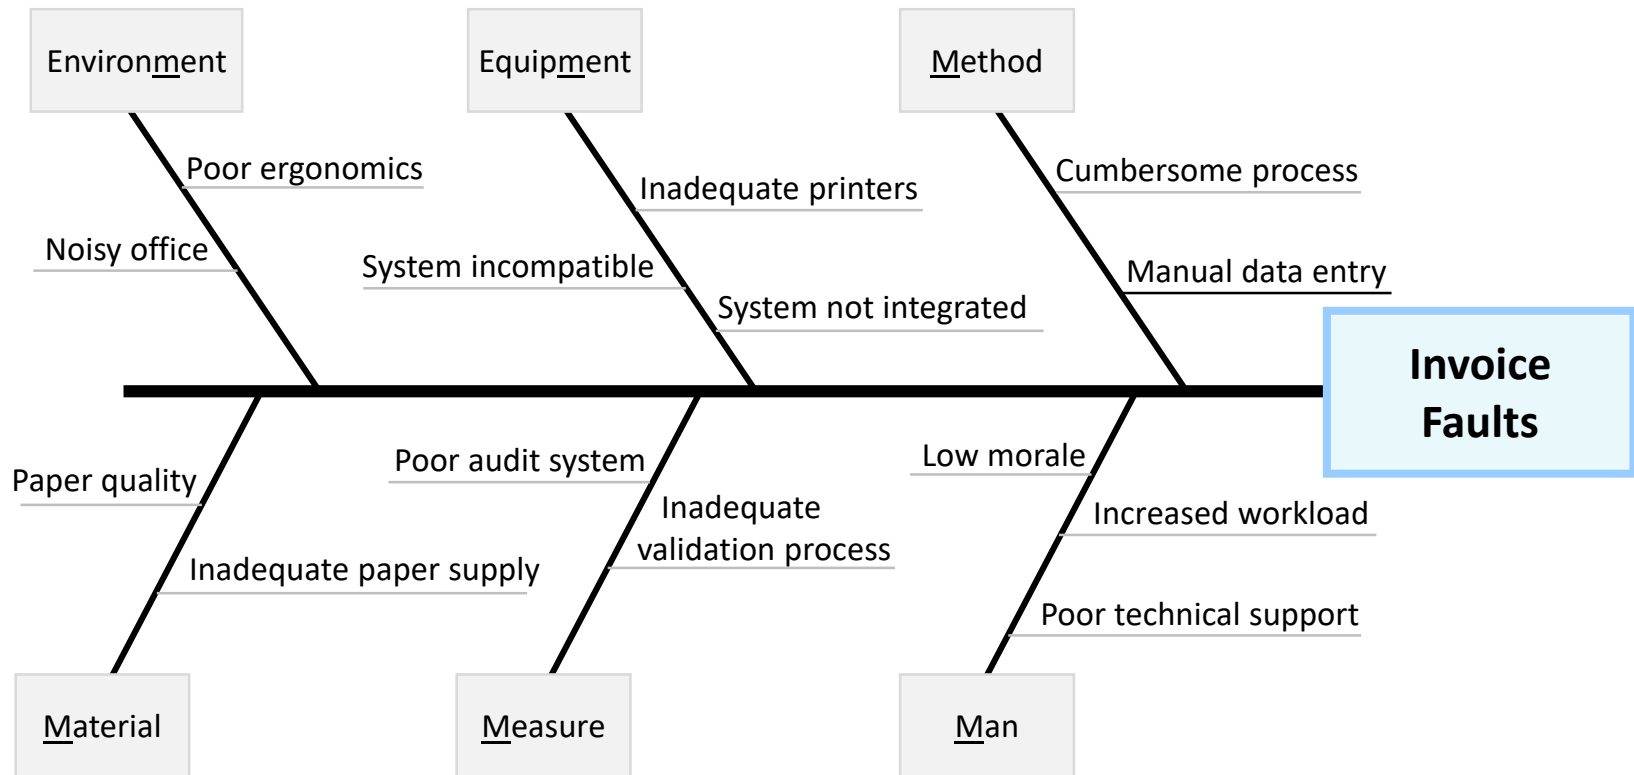 Environment
Equipment
Method
Poor ergonomics
Inadequate printers
Cumbersome process
Noisy office
System incompatible
Manual data entry
System not integrated
Invoice
Faults
Poor audit system
Low morale
Paper quality
Inadequate
validation process
Increased workload
Inadequate paper supply
Poor technical support
Material
Measure
Man